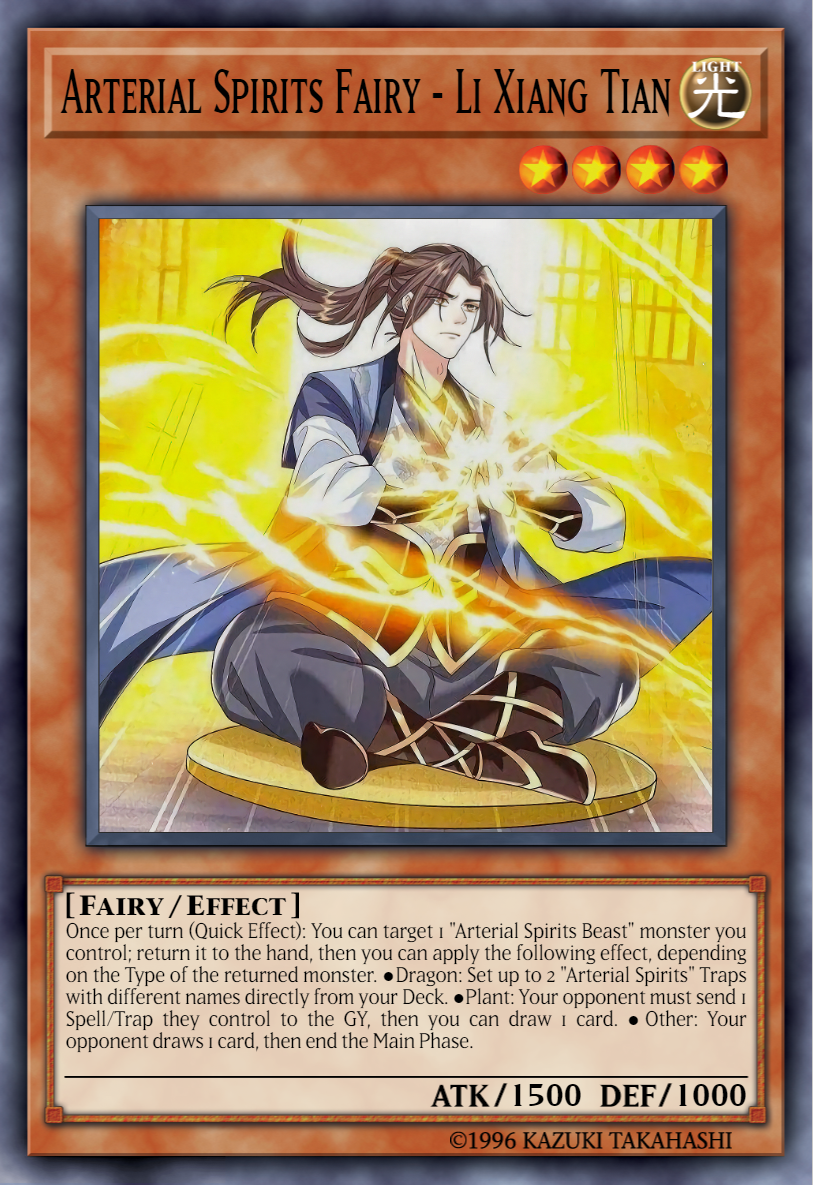 Arterial Spirits Fairy - Li Xiang Tian
LIGHT
光
[ Fairy / Effect ]
Once per turn (Quick Effect): You can target 1 "Arterial Spirits Beast" monster you
control; return it to the hand, then you can apply the following effect, depending
on the Type of the returned monster. ●Dragon: Set up to 2 "Arterial Spirits" Traps
with different names directly from your Deck. ●Plant: Your opponent must send 1
Spell/Trap they control to the GY, then you can draw 1 card. ● Other: Your
opponent draws 1 card, then end the Main Phase.
ATK/1500 DEF/1000
©1996 KAZUKI TAKAHASHI